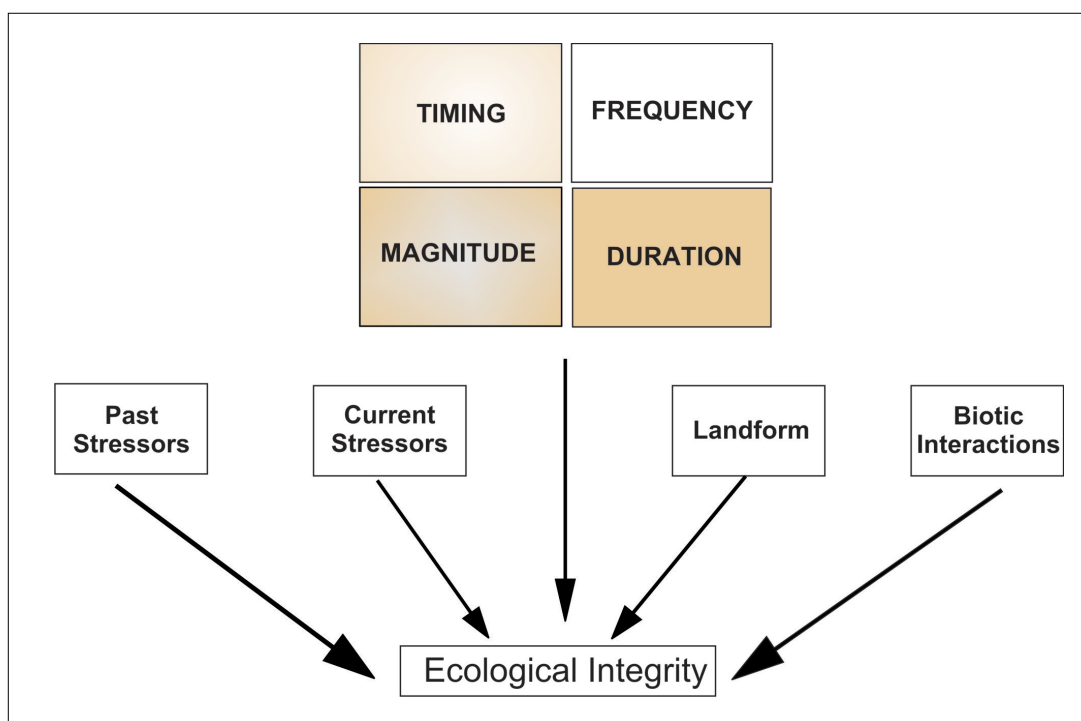 TIMING
FREQUENCY
MAGNITUDE
DURATION
Past
Stressors
Current
Stressors
Landform
Biotic
Interactions
Ecological Integrity